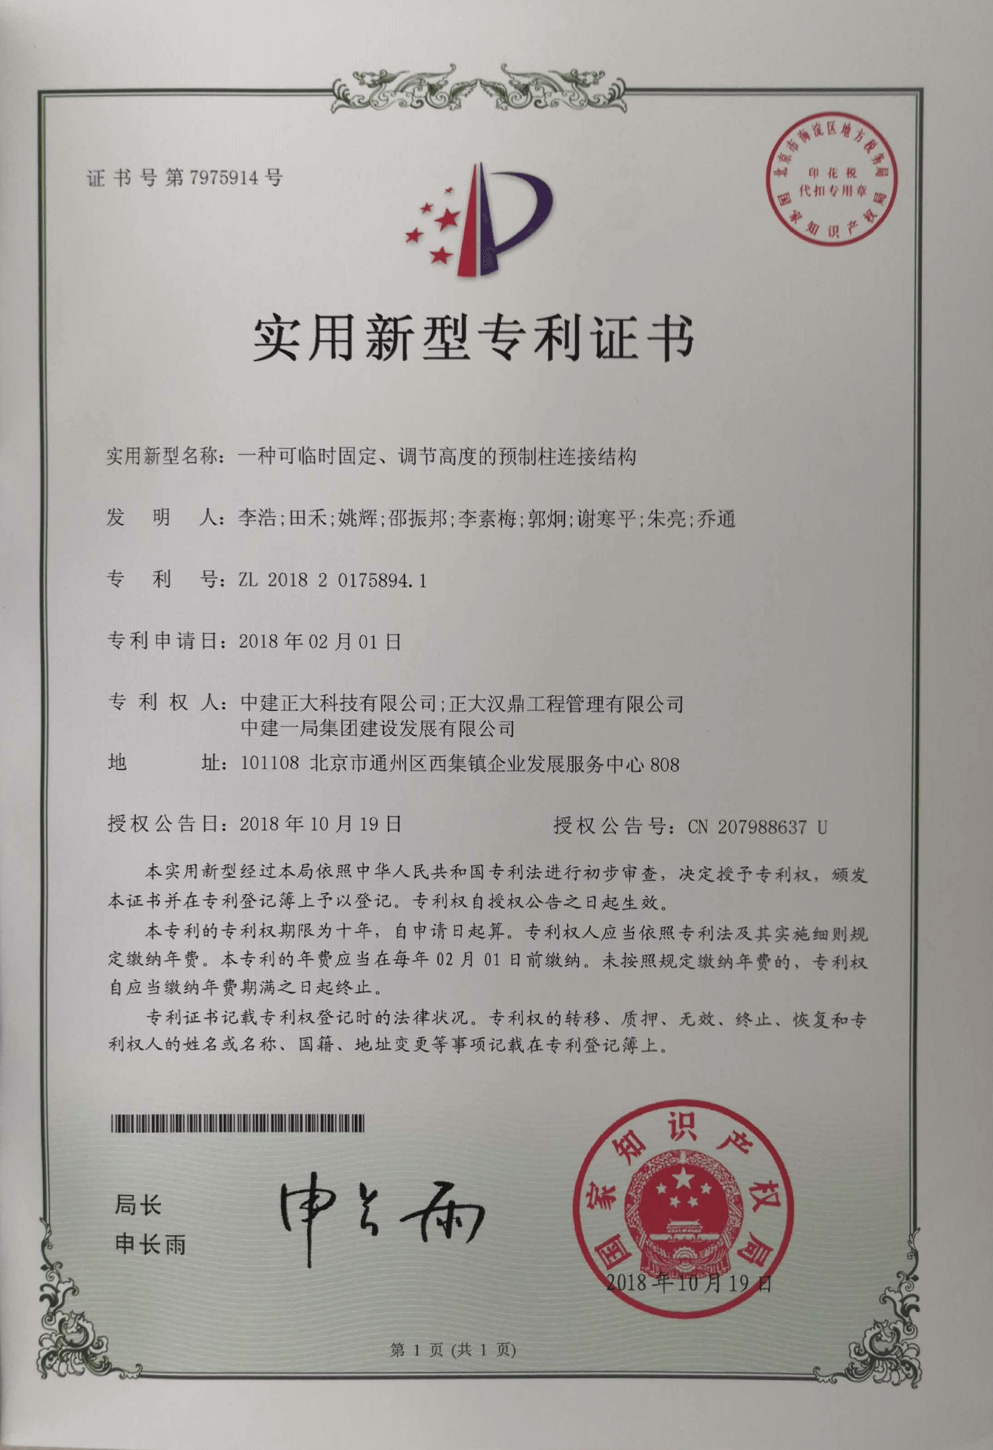 证书号第7975914号
北京市海淀区地方税务局
印花税
代扣专用章
国家知识产权局
实用新型专利证书
实用新型名称：一种可临时固定、调节高度的预制柱连接结构
发明人：李浩;田禾;姚辉;邵振邦;李素梅;郭炯;谢寒平;朱亮;乔通
专利号：ZL 2018 2 0175894.1
专利申请日：2018年02月01日
专利权人：中建正大科技有限公司;正大汉鼎工程管理有限公司
中建一局集团建设发展有限公司
地址：101108 北京市通州区西集镇企业发展服务中心808
授权公告日：2018年10月19日 授权公告号：CN 207988637 U
本实用新型经过本局依照中华人民共和国专利法进行初步审查，决定授予专利权，颁发
本证书并在专利登记簿上予以登记。专利权自授权公告之日起生效。
本专利的专利权期限为十年，自申请日起算。专利权人应当依照专利法及其实施细则规
定缴纳年费。本专利的年费应当在每年02月01日前缴纳。未按照规定缴纳年费的，专利权
自应当缴纳年费期满之日起终止。
专利证书记载专利权登记时的法律状况。专利权的转移、质押、无效、终止、恢复和专
利权人的姓名或名称、国籍、地址变更等事项记载在专利登记簿上。
局长
申长雨
申长雨
国家知识产权局
2018年10月19日
第1页(共1页)